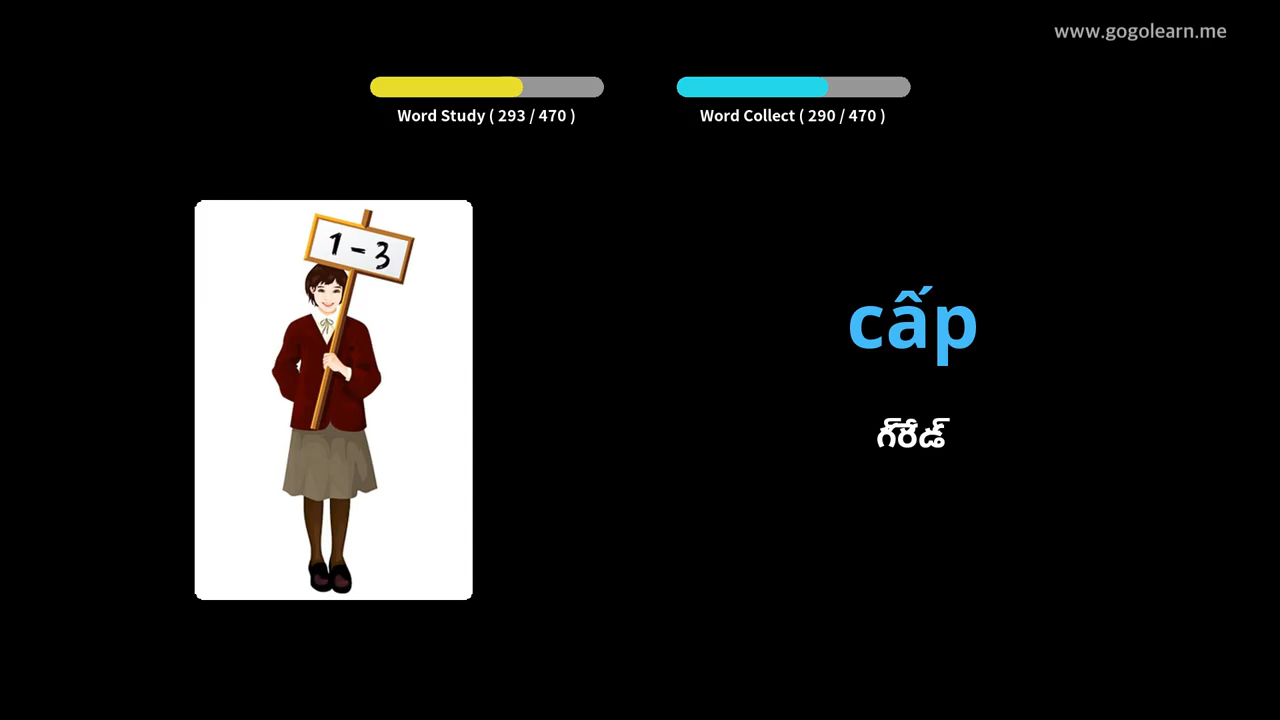 www.gogolearn.me
Word Study ( 293 / 470 )
Word Collect ( 290 / 470 )
1 - 3
cấp
గ్రేడ్